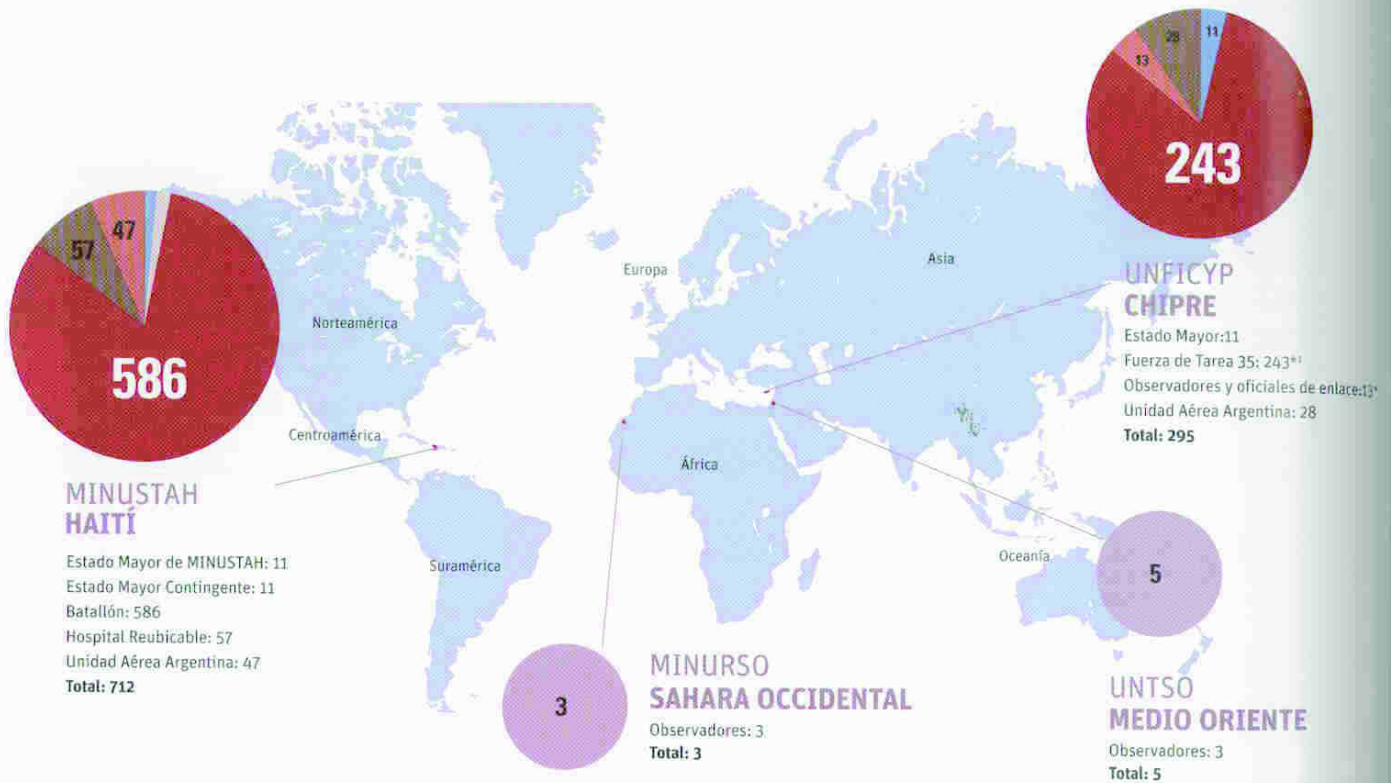 28
11
13
243
57
47
586
Europa
Asia
Norteamérica
Centroamérica
África
Suramérica
Oceanía
UNFICYP
CHIPRE
Estado Mayor:11
Fuerza de Tarea 35: 243*¹
Observadores y oficiales de enlace:13*
Unidad Aérea Argentina: 28
Total: 295
MINUSTAH
HAITÍ
Estado Mayor de MINUSTAH: 11
Estado Mayor Contingente: 11
Batallón: 586
Hospital Reubicable: 57
Unidad Aérea Argentina: 47
Total: 712
3
MINURSO
SAHARA OCCIDENTAL
Observadores: 3
Total: 3
5
UNTSO
MEDIO ORIENTE
Observadores: 3
Total: 5